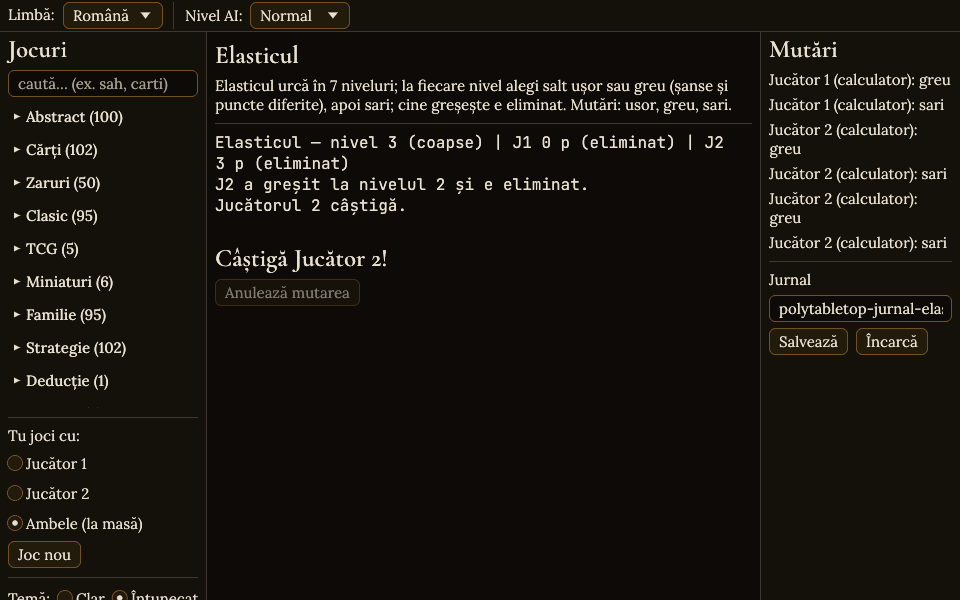 Limbă: Română ▼ Nivel AI: Normal ▼
Jocuri
caută... (ex. sah, carti)
▸ Abstract (100)
▸ Cărți (102)
▸ Zaruri (50)
▸ Clasic (95)
▸ TCG (5)
▸ Miniaturi (6)
▸ Familie (95)
▸ Strategie (102)
▸ Deducție (1)
Tu joci cu:
Jucător 1
Jucător 2
Ambele (la masă)
Joc nou
Temă: Clar Întunecat
Elasticul
Elasticul urcă în 7 niveluri; la fiecare nivel alegi salt ușor sau greu (șanse și
puncte diferite), apoi sari; cine greșește e eliminat. Mutări: usor, greu, sari.
Elasticul — nivel 3 (coapse) | J1 0 p (eliminat) | J2
3 p (eliminat)
J2 a greșit la nivelul 2 și e eliminat.
Jucătorul 2 câștigă.
Câștigă Jucător 2!
Anulează mutarea
Mutări
Jucător 1 (calculator): greu
Jucător 1 (calculator): sari
Jucător 2 (calculator):
greu
Jucător 2 (calculator): sari
Jucător 2 (calculator):
greu
Jucător 2 (calculator): sari
Jurnal
polytabletop-jurnal-elas
Salvează Încarcă